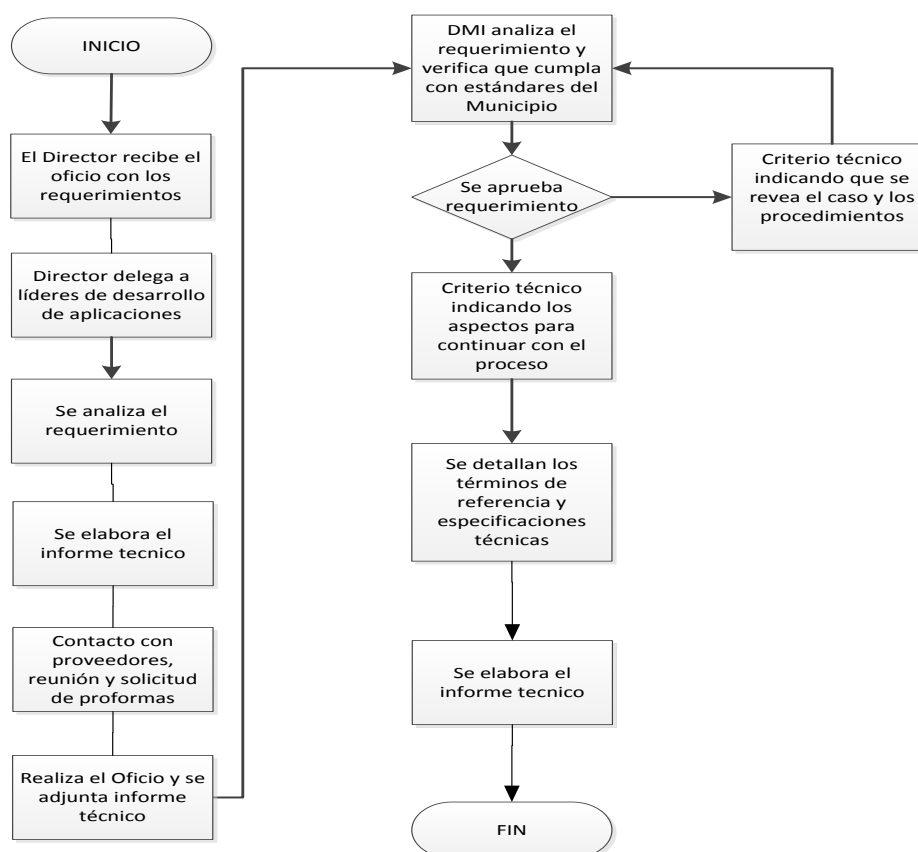 INICIO
El Director recibe el
oficio con los
requerimientos
Director delega a
líderes de desarrollo
de aplicaciones
Se analiza el
requerimiento
Se elabora el
informe tecnico
Contacto con
proveedores,
reunión y solicitud
de proformas
Realiza el Oficio y se
adjunta informe
técnico
DMI analiza el
requerimiento y
verifica que cumpla
con estándares del
Municipio
Se aprueba
requerimiento
Criterio técnico
indicando que se
revea el caso y los
procedimientos
Criterio técnico
indicando los
aspectos para
continuar con el
proceso
Se detallan los
términos de
referencia y
especificaciones
técnicas
Se elabora el
informe tecnico
FIN